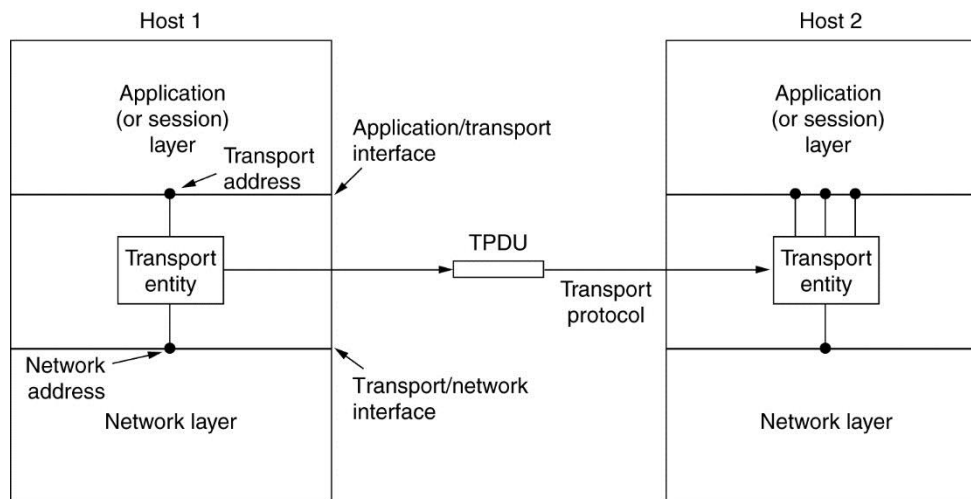 Host 1
Host 2
Application
(or session)
layer
Transport
address
Application/transport
interface
Application
(or session)
layer
Transport
entity
TPDU
Transport
protocol
Transport
entity
Network
address
Transport/network
interface
Network layer
Network layer